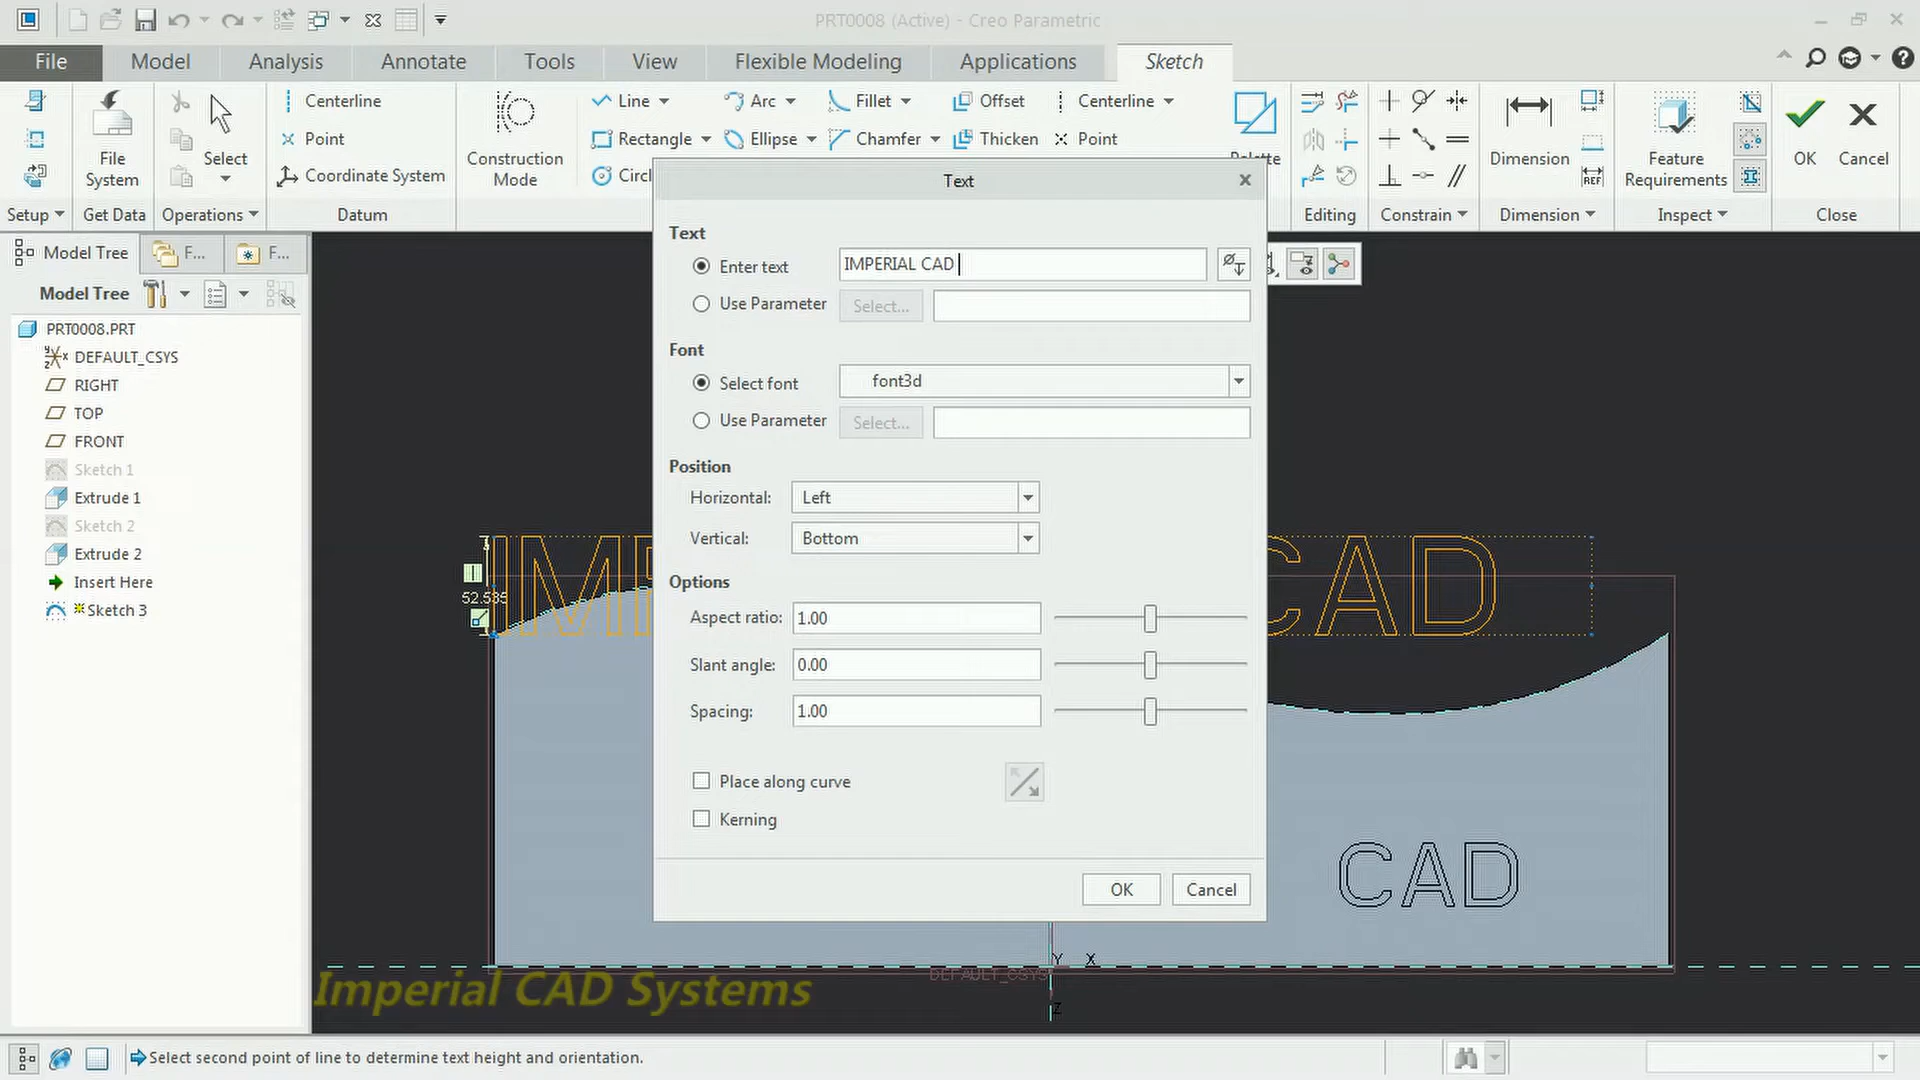 PRT0008 (Active) - Creo Parametric
File
Model
Analysis
Annotate
Tools
View
Flexible Modeling
Applications
Sketch
File System
Select
Centerline
Point
Coordinate System
Construction Mode
Line
Arc
Fillet
Offset
Centerline
Rectangle
Ellipse
Chamfer
Thicken
Point
Dimension
REF
Feature Requirements
OK
Cancel
Setup
Get Data
Operations
Datum
Editing
Constrain
Dimension
Inspect
Close
Model Tree
F...
F...
Model Tree
PRT0008.PRT
DEFAULT_CSYS
RIGHT
TOP
FRONT
Sketch 1
Extrude 1
Sketch 2
Extrude 2
Insert Here
Sketch 3
Text
Text
Enter text
IMPERIAL CAD
Use Parameter
Select...
Font
Select font
font3d
Use Parameter
Select...
Position
Horizontal:
Left
Vertical:
Bottom
Options
Aspect ratio:
1.00
Slant angle:
0.00
Spacing:
1.00
Place along curve
Kerning
OK
Cancel
CAD
CAD
Y
X
Z
DEFAULT_CSYS
Imperial CAD Systems
Select second point of line to determine text height and orientation.